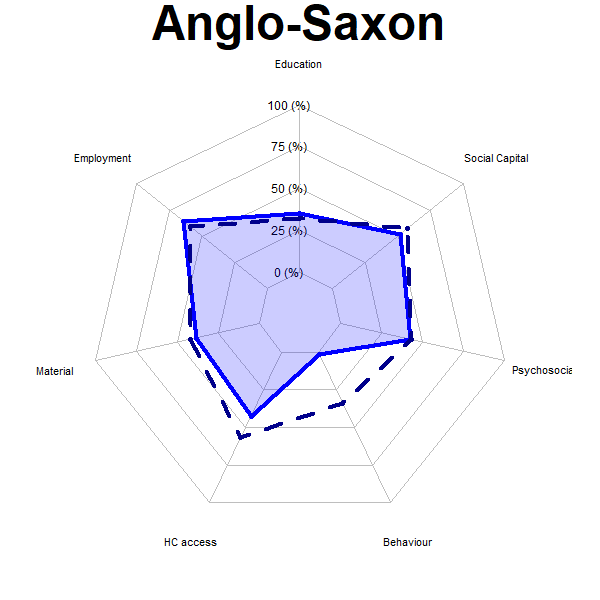 Anglo-Saxon
Education
100 (%)
Employment
Social Capital
75 (%)
50 (%)
25 (%)
0 (%)
Material
Psychosocia
HC access
Behaviour